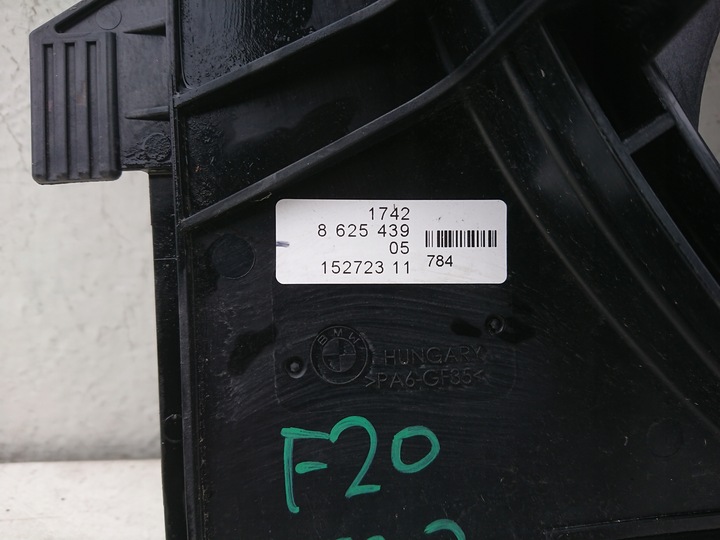 1742
8 625 439
05
152723 11
784
BMW
HUNGARY
>PA6-GF35<
F20